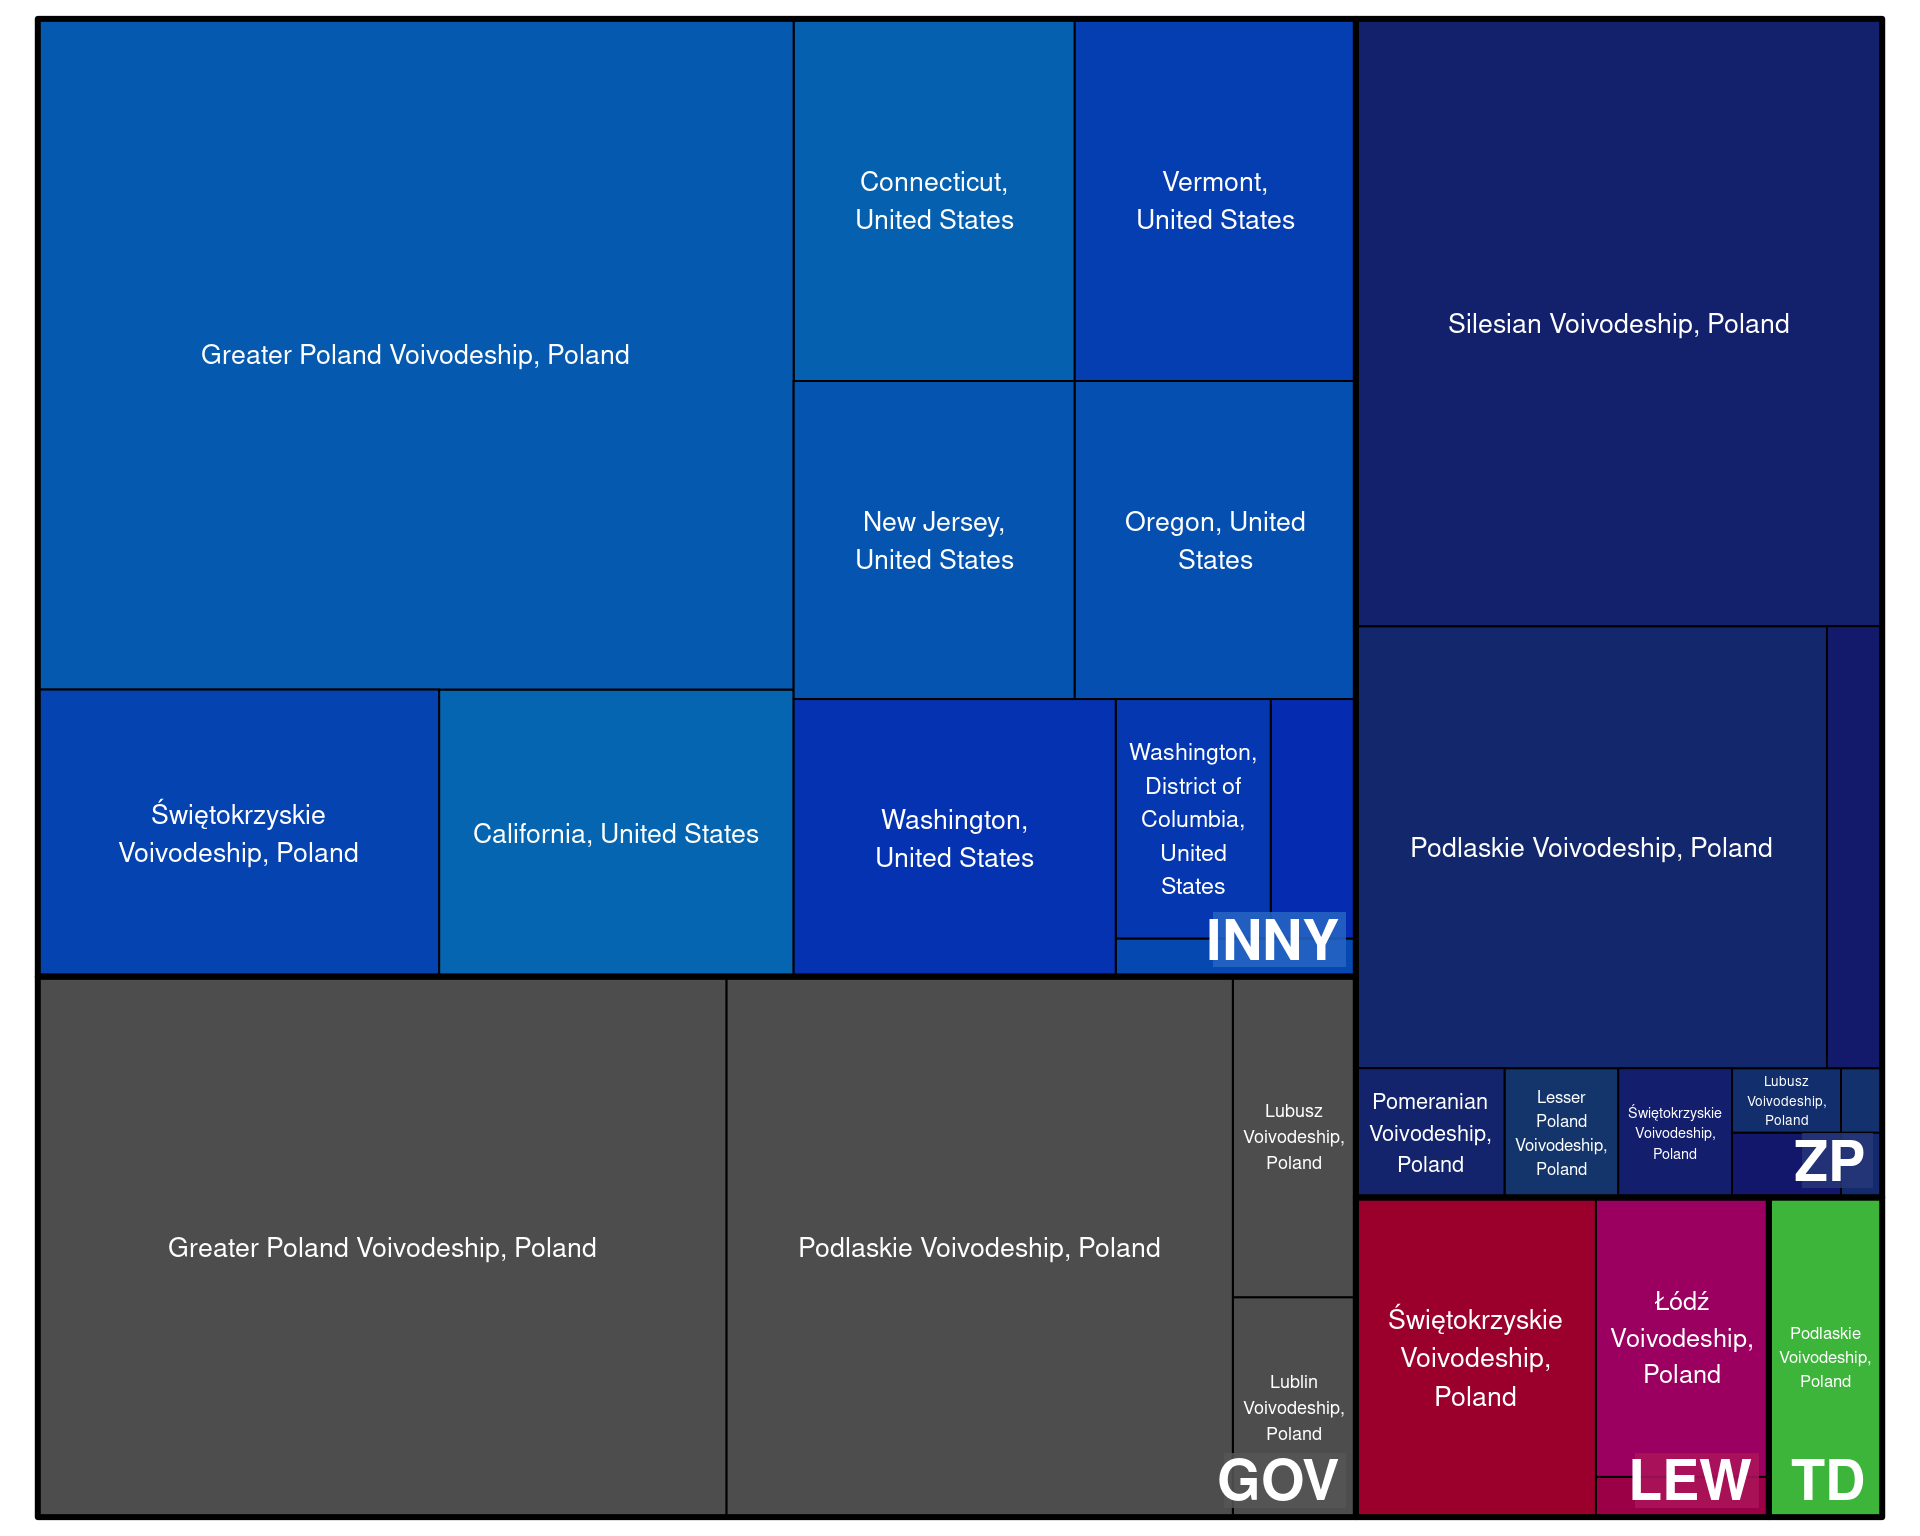 Greater Poland Voivodeship, Poland
Connecticut,
United States
Vermont,
United States
New Jersey,
United States
Oregon, United
States
Świętokrzyskie
Voivodeship, Poland
California, United States
Washington,
United States
Washington,
District of
Columbia,
United
States
INNY
Silesian Voivodeship, Poland
Podlaskie Voivodeship, Poland
Pomeranian
Voivodeship,
Poland
Lesser
Poland
Voivodeship,
Poland
Świętokrzyskie
Voivodeship,
Poland
Lubusz
Voivodeship,
Poland
ZP
Greater Poland Voivodeship, Poland
Podlaskie Voivodeship, Poland
Lubusz
Voivodeship,
Poland
Lublin
Voivodeship,
Poland
GOV
Świętokrzyskie
Voivodeship,
Poland
Łódź
Voivodeship,
Poland
LEW
Podlaskie
Voivodeship,
Poland
TD